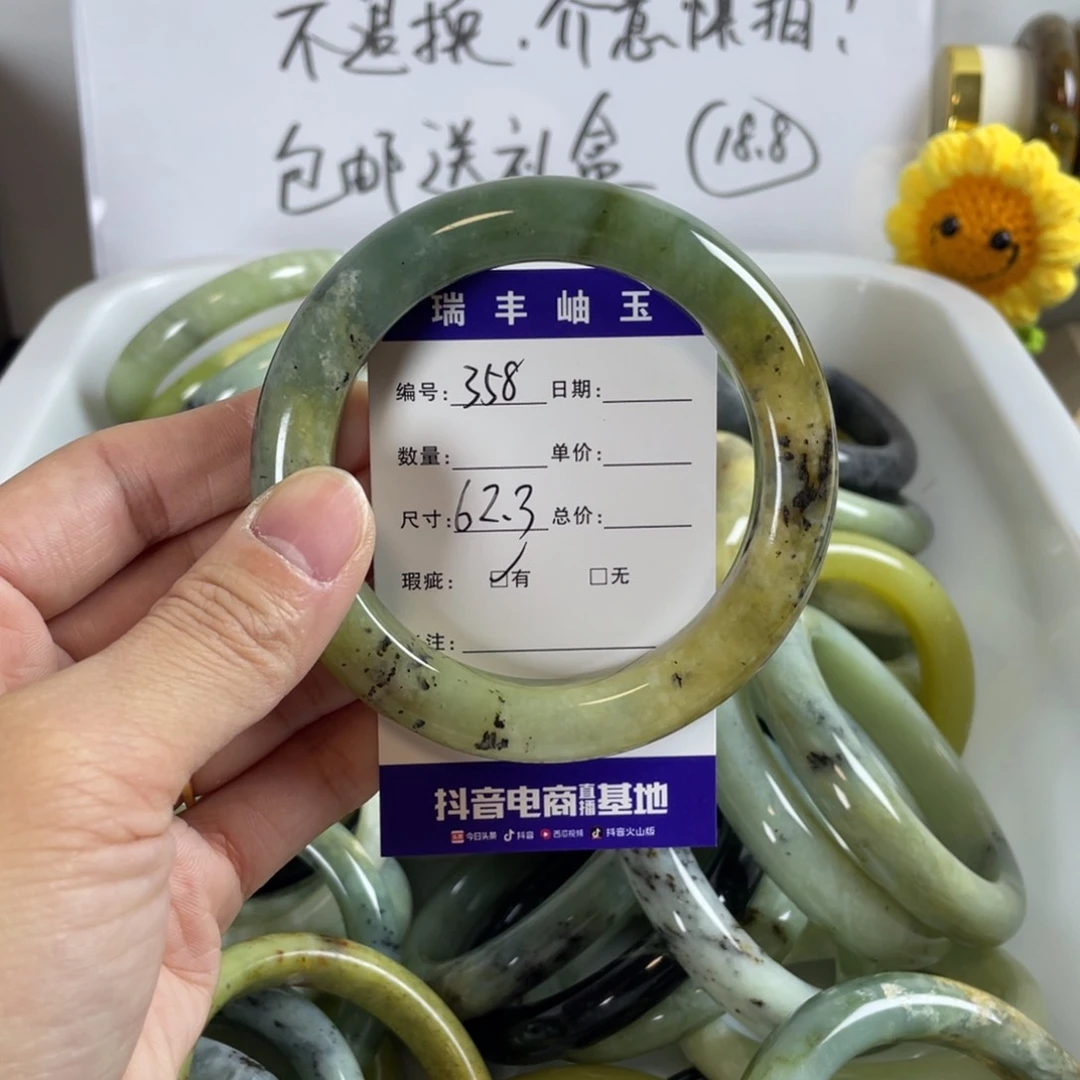 不退换，介意慎拍！
包邮送礼盒 18.8
瑞丰岫玉
编号：358 日期：
数量： 单价：
尺寸：62.3 总价：
瑕疵： ☑有 □无
注：
抖音电商直播基地
今日头条 抖音 西瓜视频 抖音火山版